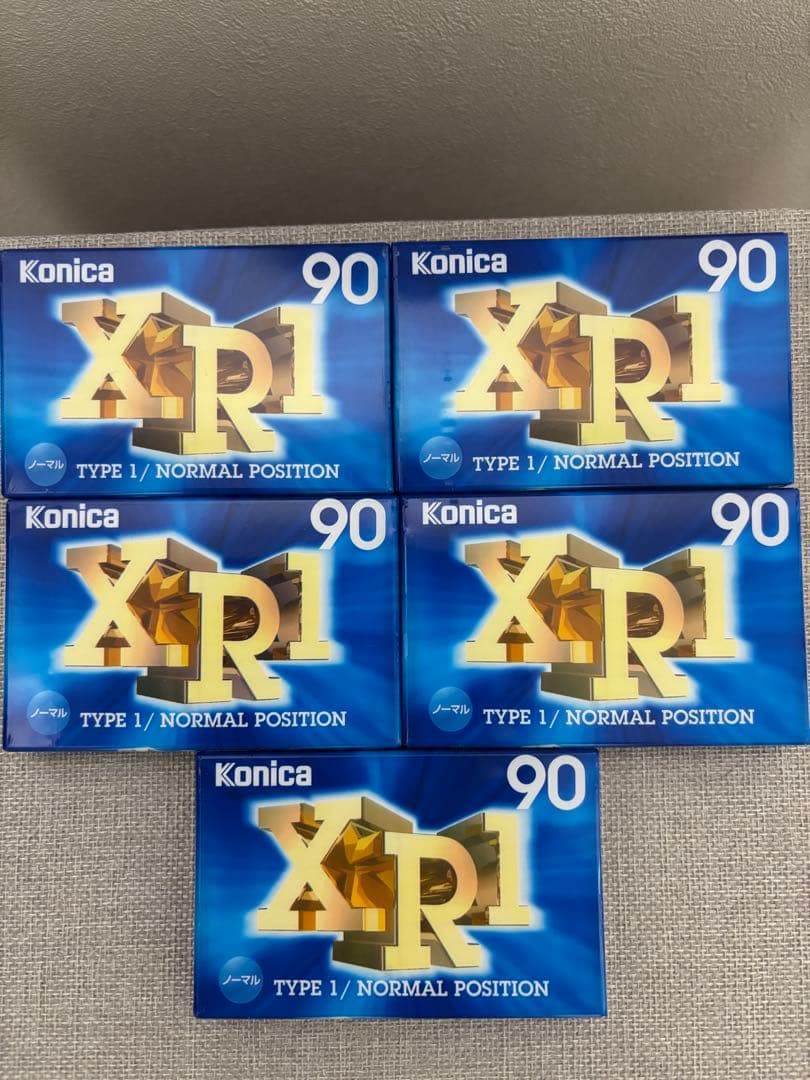 Konica 90
XR1
ノーマル TYPE 1/ NORMAL POSITION
Konica 90
XR1
ノーマル TYPE 1/ NORMAL POSITION
Konica 90
XR1
ノーマル TYPE 1/ NORMAL POSITION
Konica 90
XR1
ノーマル TYPE 1/ NORMAL POSITION
Konica 90
XR1
ノーマル TYPE 1/ NORMAL POSITION